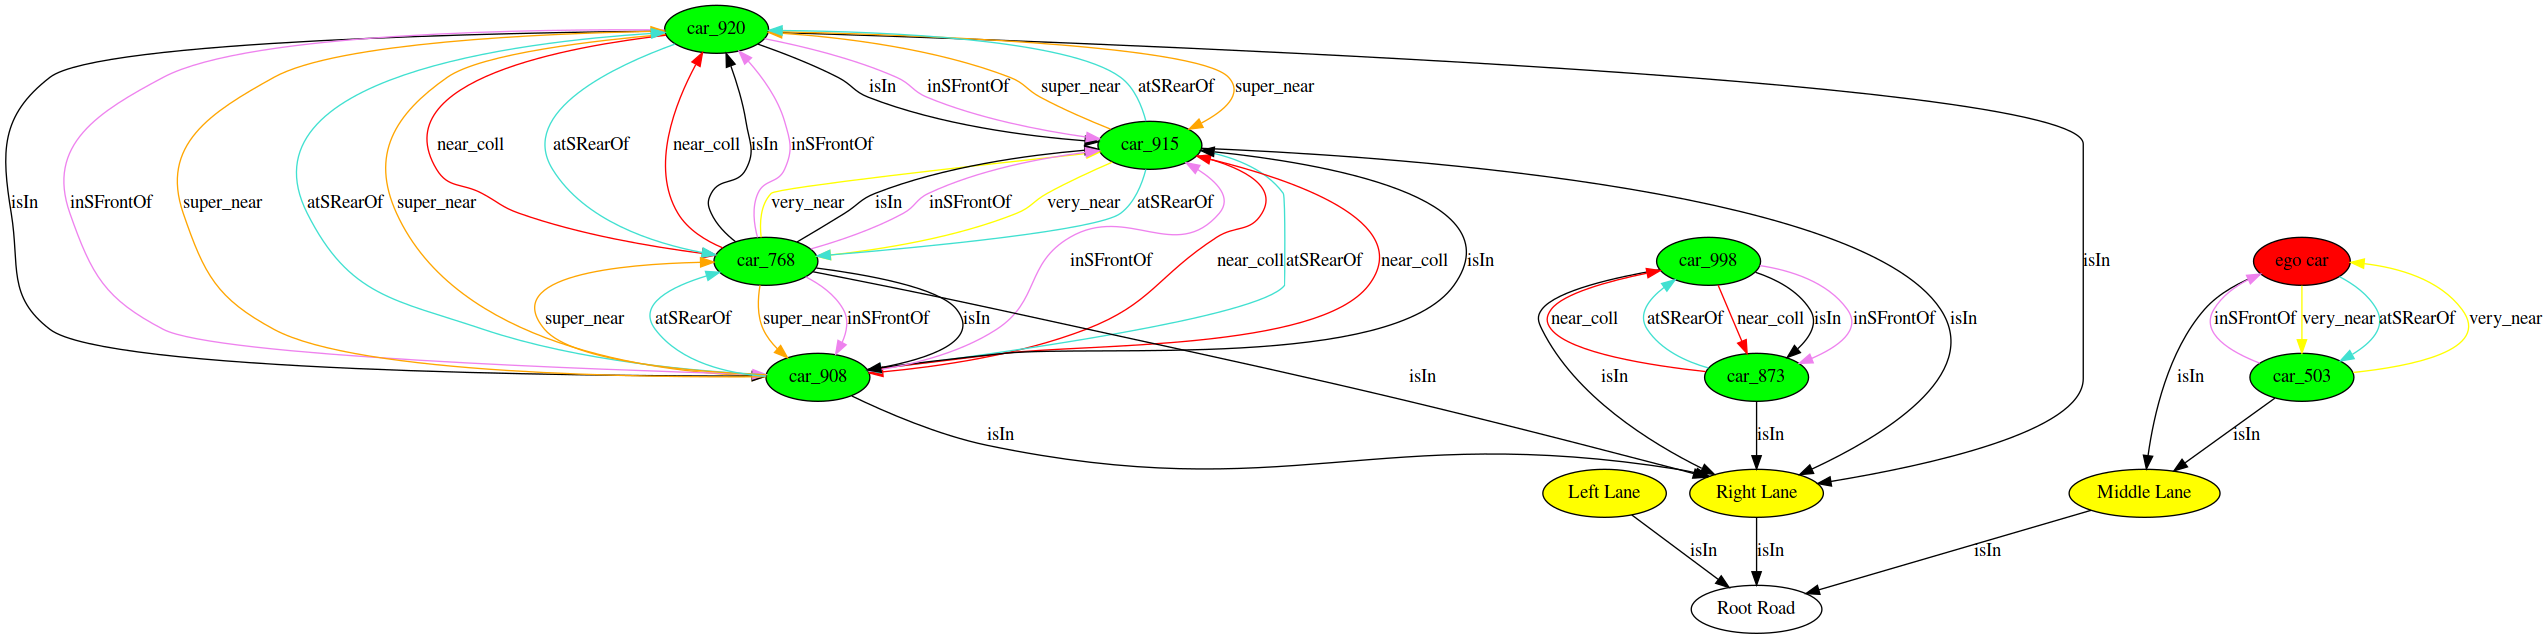 car_920
isIn inSFrontOf super_near atSRearOf super_near
near_coll atSRearOf near_coll isIn inSFrontOf car_915
isIn inSFrontOf super_near atSRearOf super_near very_near isIn inSFrontOf very_near atSRearOf
car_768 inSFrontOf near_coll atSRearOf near_coll isIn car_998 isIn ego car
super_near atSRearOf super_near inSFrontOf isIn near_coll atSRearOf near_coll isIn inSFrontOf isIn inSFrontOf very_near atSRearOf very_near
car_908 isIn isIn car_873 isIn car_503
isIn isIn isIn
Left Lane Right Lane Middle Lane
isIn isIn isIn
Root Road